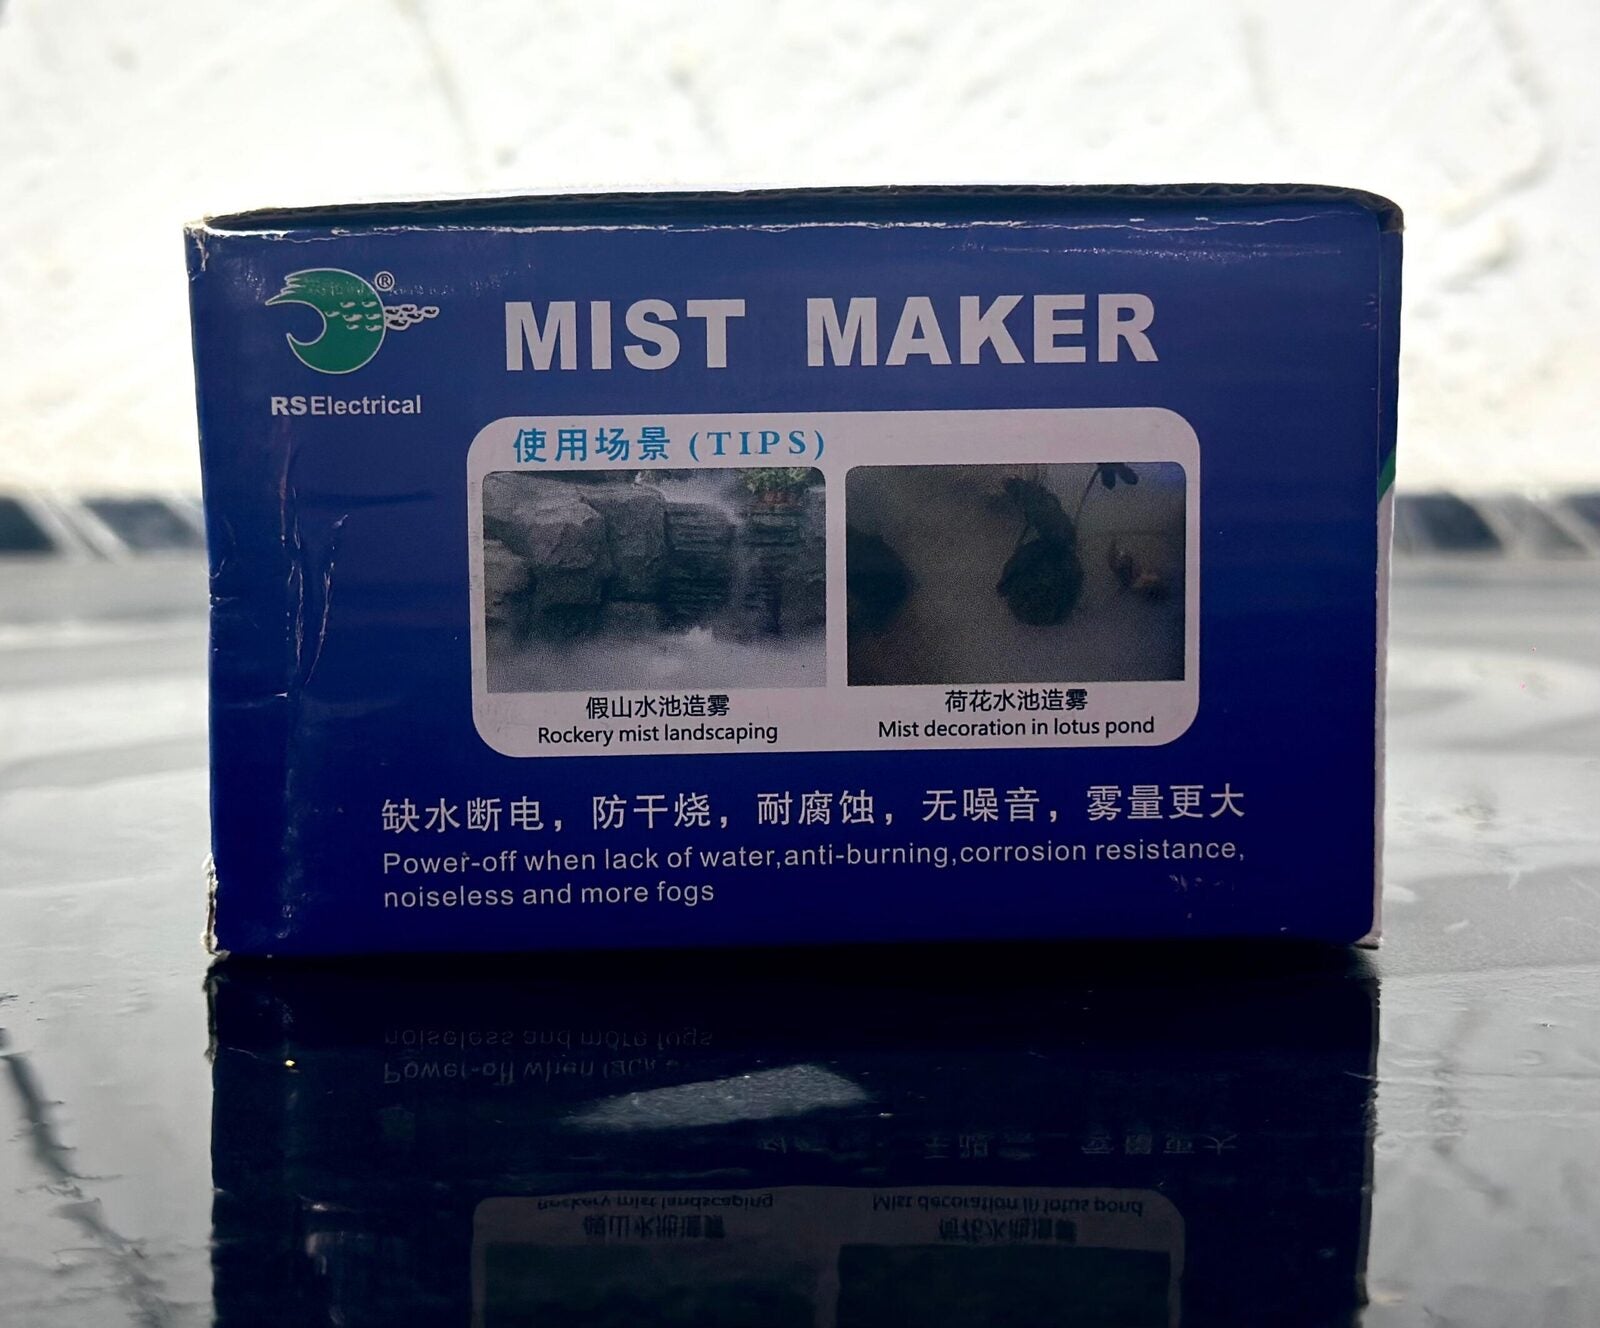 ®
MIST MAKER
RSElectrical
使用场景 (TIPS)
假山水池造雾
Rockery mist landscaping
荷花水池造雾
Mist decoration in lotus pond
缺水断电，防干烧，耐腐蚀，无噪音，雾量更大
Power-off when lack of water,anti-burning,corrosion resistance,
noiseless and more fogs